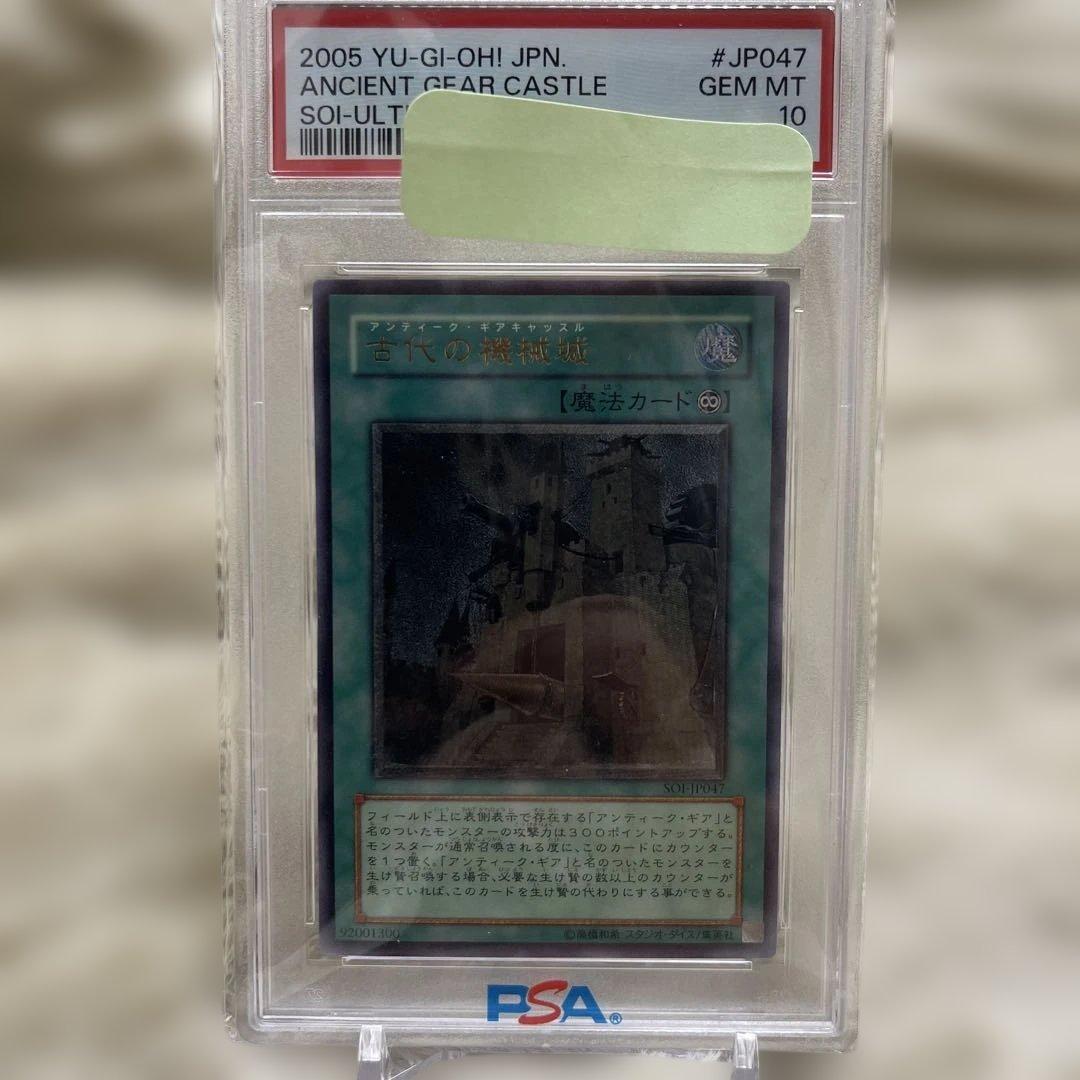 2005 YU-GI-OH! JPN. #JP047
ANCIENT GEAR CASTLE GEM MT
SOI-ULT 10
アンティーク・ギアキャッスル
古代の機械城
魔
【魔法カード】
SOI-JP047
フィールド上に表側表示で存在する「アンティーク・ギア」と
名のついたモンスターの攻撃力は300ポイントアップする。
モンスターが通常召喚される度に、このカードにカウンター
を1つ置く。「アンティーク・ギア」と名のついたモンスターを
生け贄召喚する場合、必要な生け贄の数以上のカウンターが
乗っていれば、このカードを生け贄の代わりにする事ができる。
92001300 ©高橋和希 スタジオ・ダイス/集英社
PSA®